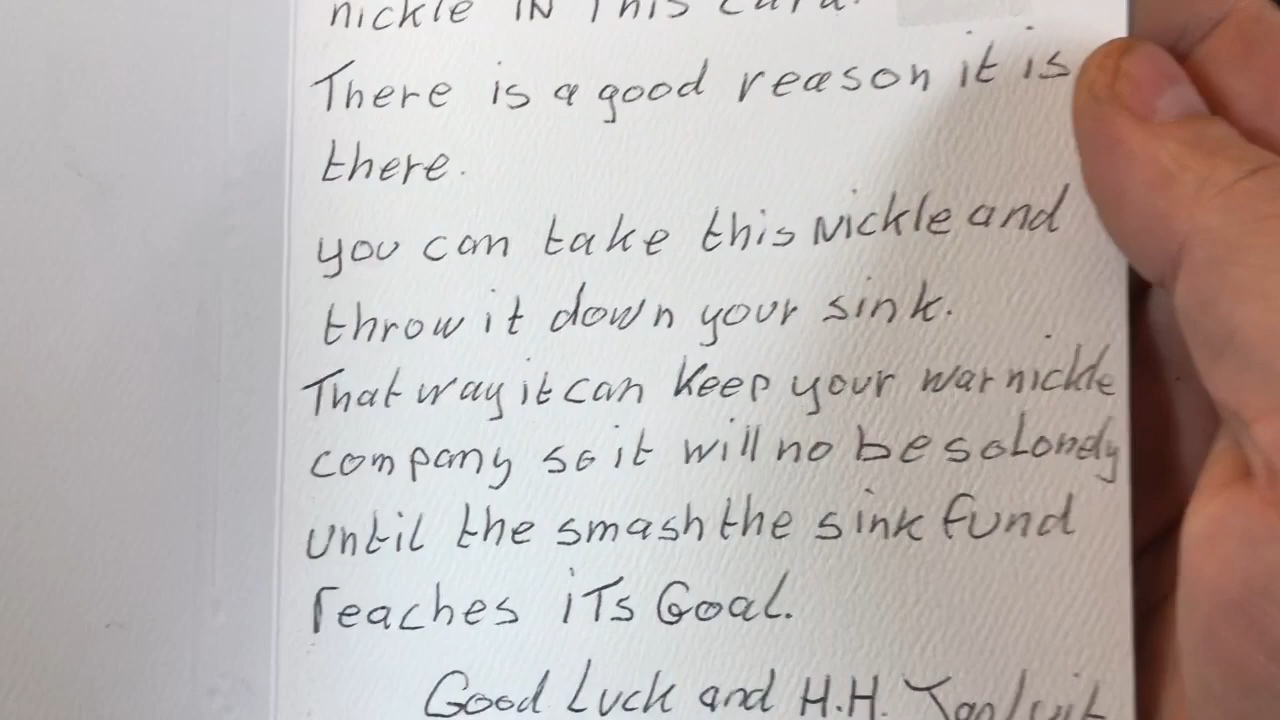 nickle IN This Card.
There is a good reason it is
there.
you can take this Nickle and
throw it down your sink.
That way it can keep your war nickle
company so it will no be so
until the smash the sink fund
reaches iTs Goal.
Good Luck and H.H.